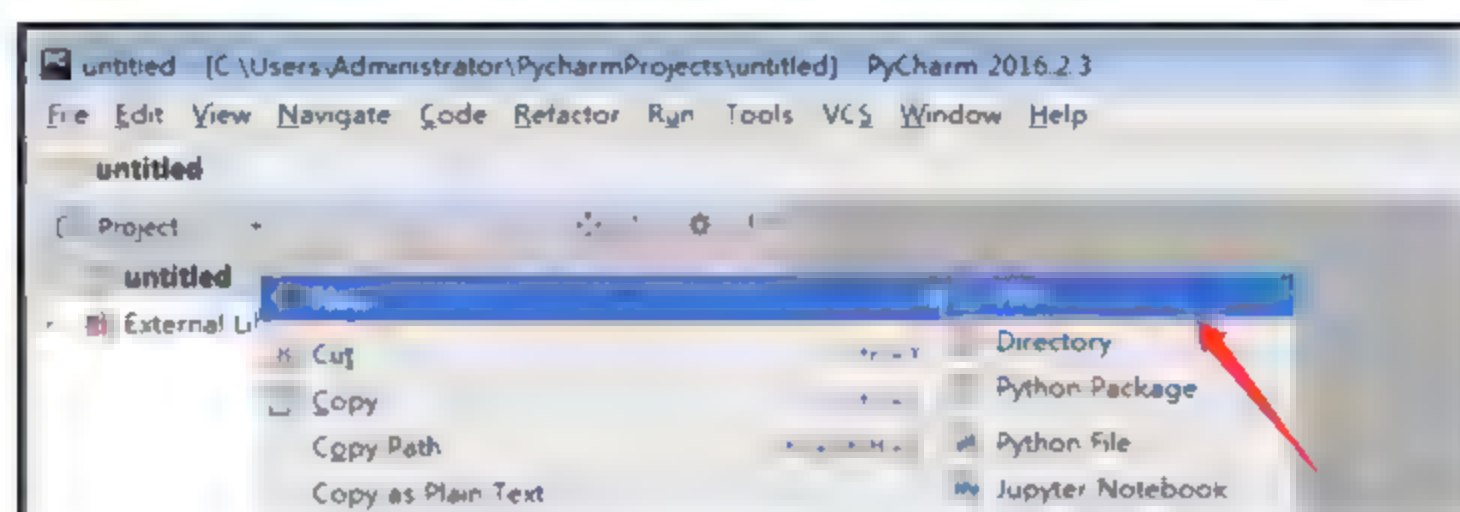 untitled [C:\Users\Administrator\PycharmProjects\untitled] PyCharm 2016.2.3
File Edit View Navigate Code Refactor Run Tools VCS Window Help
untitled
Project
untitled
External Li
Cut
Directory
Copy
Python Package
Copy Path
Python File
Copy as Plain Text
Jupyter Notebook